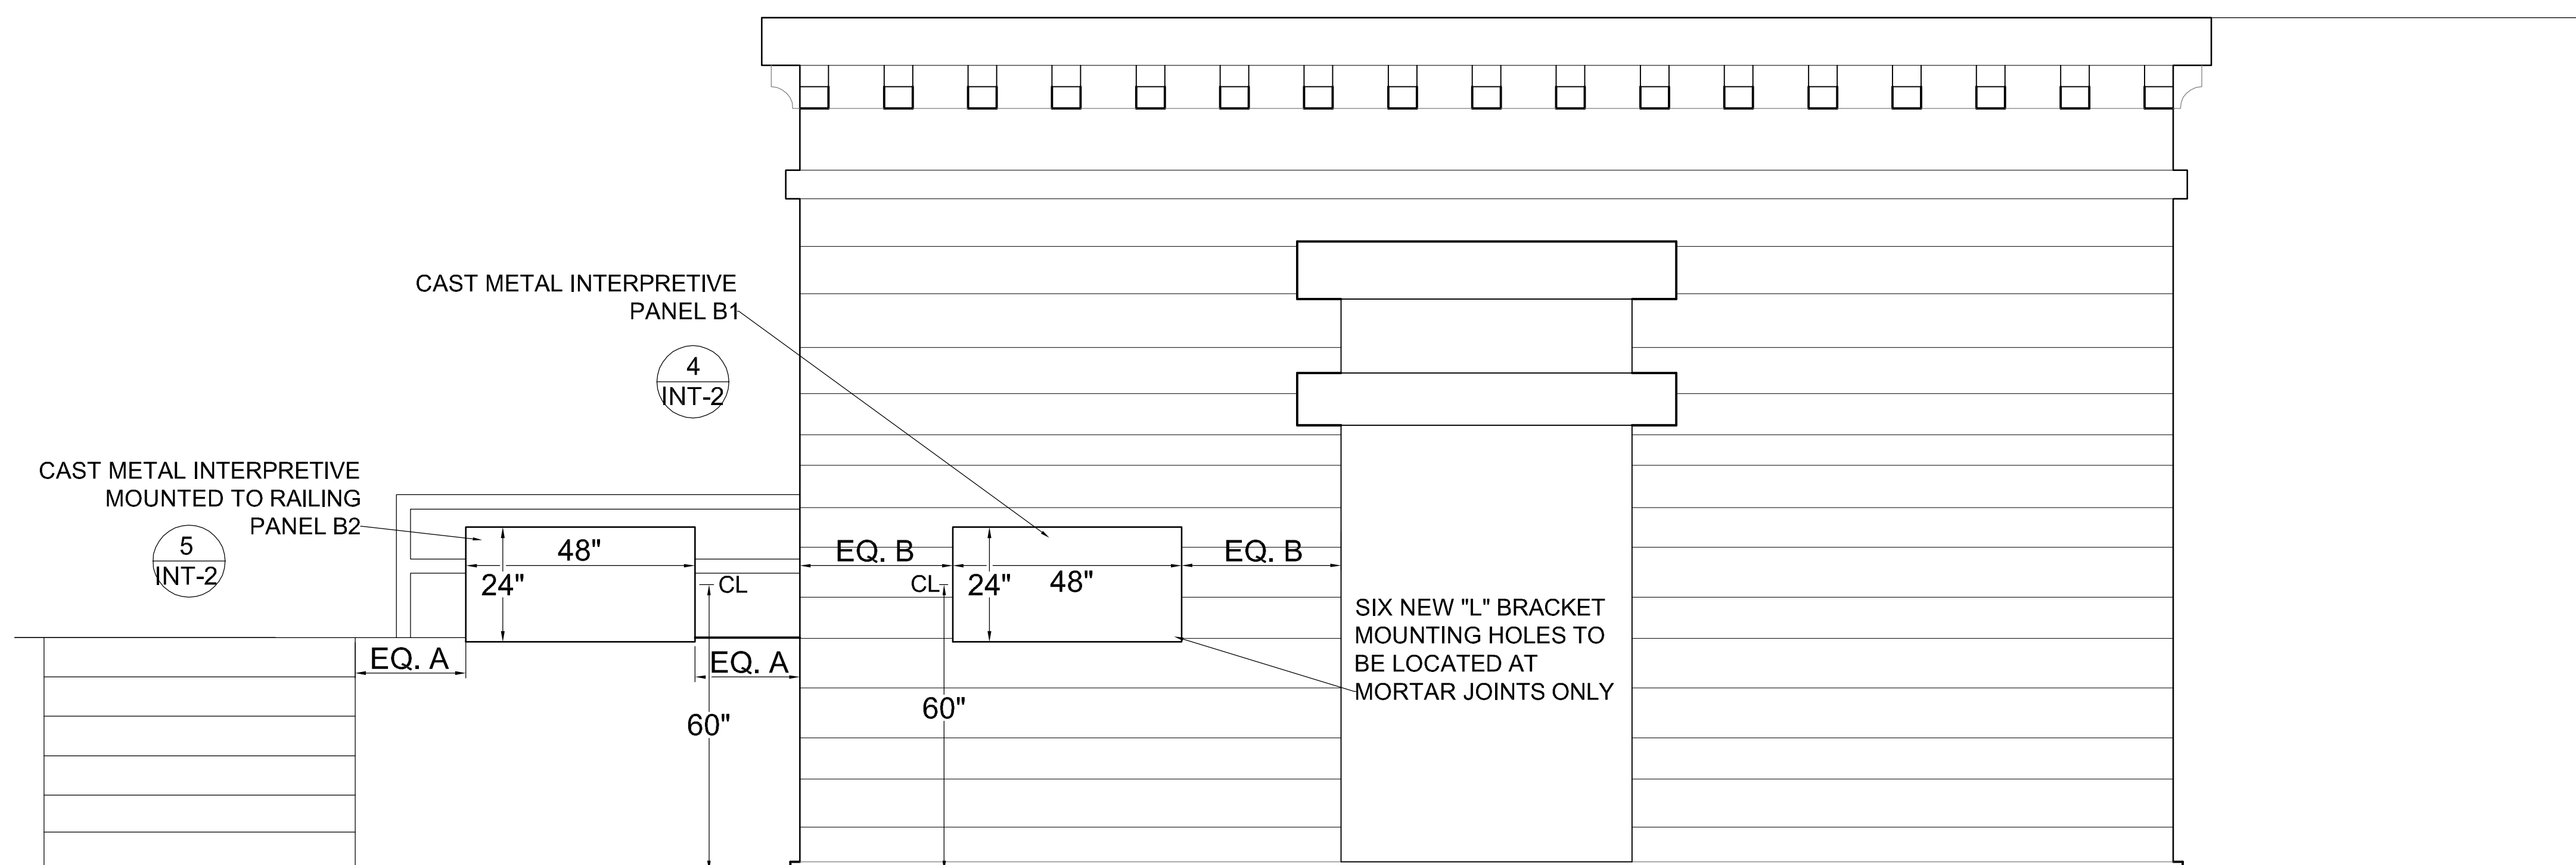 CAST METAL INTERPRETIVE
PANEL B1
4
INT-2
CAST METAL INTERPRETIVE
MOUNTED TO RAILING
PANEL B2
5
INT-2
48"
24"
CL
EQ. A
EQ. A
60"
EQ. B
EQ. B
CL
24"
48"
60"
SIX NEW "L" BRACKET
MOUNTING HOLES TO
BE LOCATED AT
MORTAR JOINTS ONLY